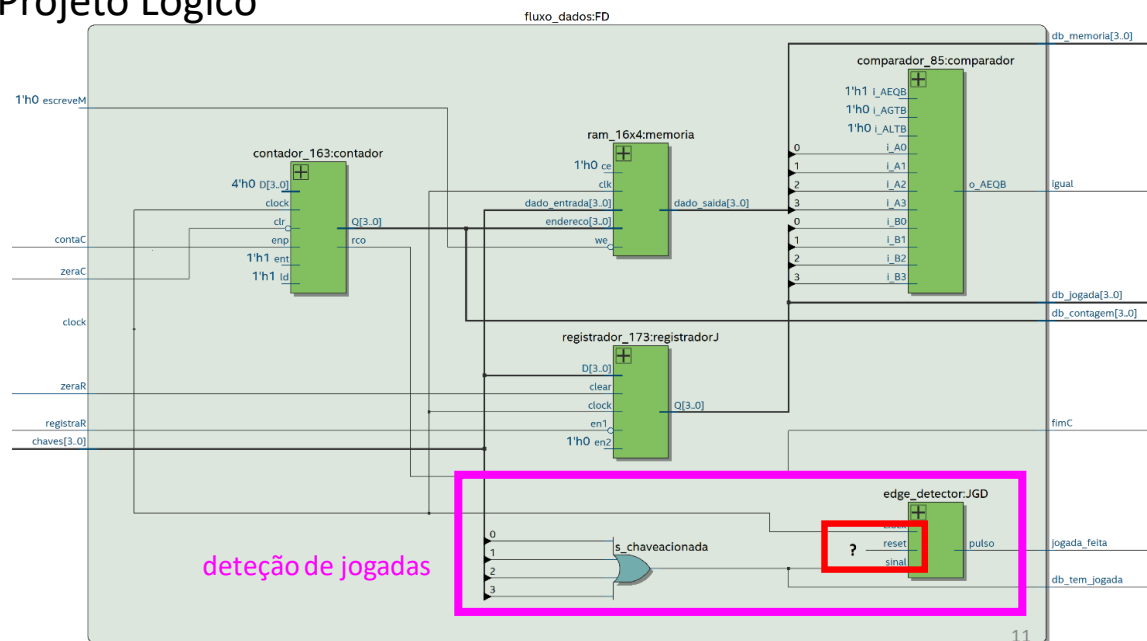 Projeto Lógico
fluxo_dados:FD
db_memoria[3..0]
comparador_85:comparador
1'h1 i_AEQB
1'h0 i_AGTB
1'h0 i_ALTB
i_A0
i_A1
i_A2
i_A3
i_B0
i_B1
i_B2
i_B3
0
1
2
3
0
1
2
3
o_AEQB
igual
1'h0 escreveM
ram_16x4:memoria
1'h0 ce
clk
dado_entrada[3..0]
endereco[3..0]
we
dado_saida[3..0]
contador_163:contador
4'h0 D[3..0]
clock
clr
enp
1'h1 ent
1'h1 ld
Q[3..0]
rco
contaC
zeraC
clock
db_jogada[3..0]
db_contagem[3..0]
registrador_173:registradorJ
D[3..0]
clear
clock
en1
1'h0 en2
Q[3..0]
zeraR
registraR
chaves[3..0]
fimC
edge_detector:JGD
clock
reset
sinal
pulso
?
jogada_feita
db_tem_jogada
0
1
2
3
s_chaveacionada
deteção de jogadas
11